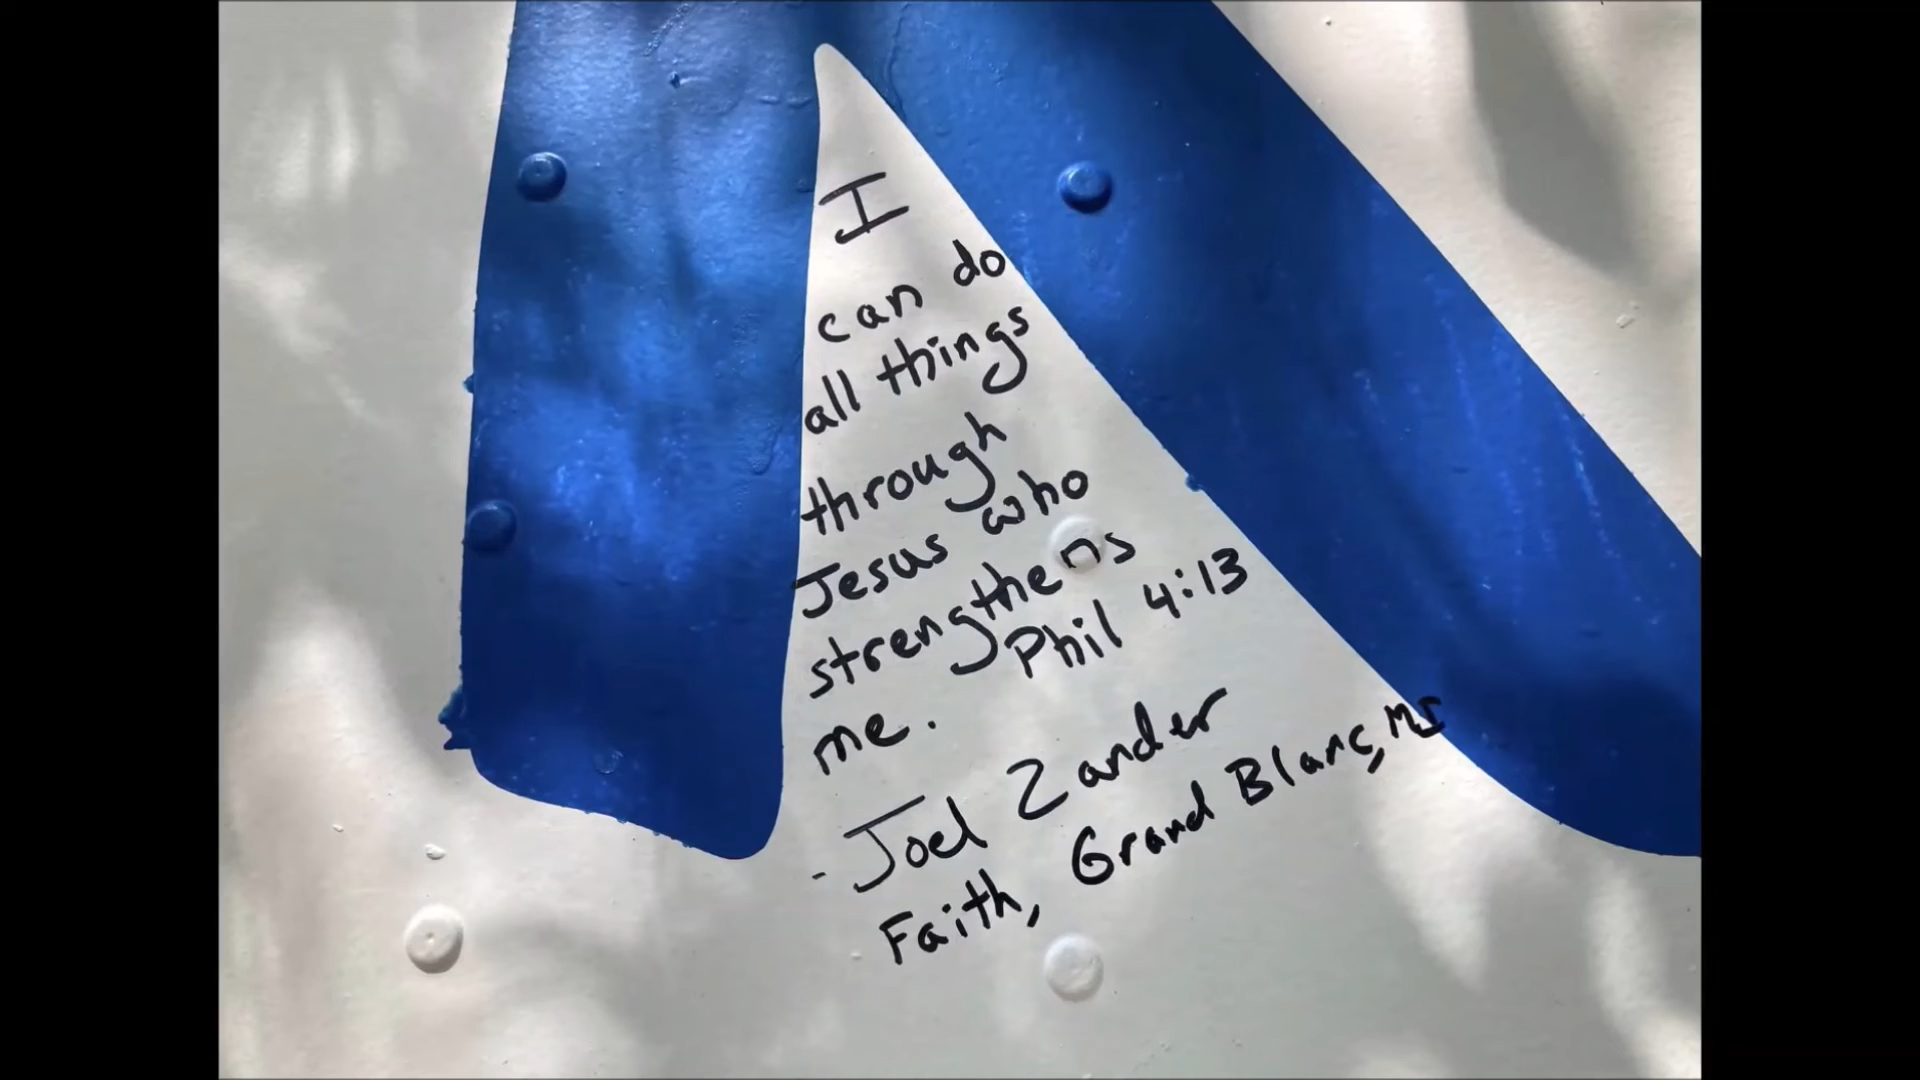 I
can do
all things
through
Jesus who
strengthens
me. Phil 4:13
- Joel Zander
Faith, Grand Blanc, MI